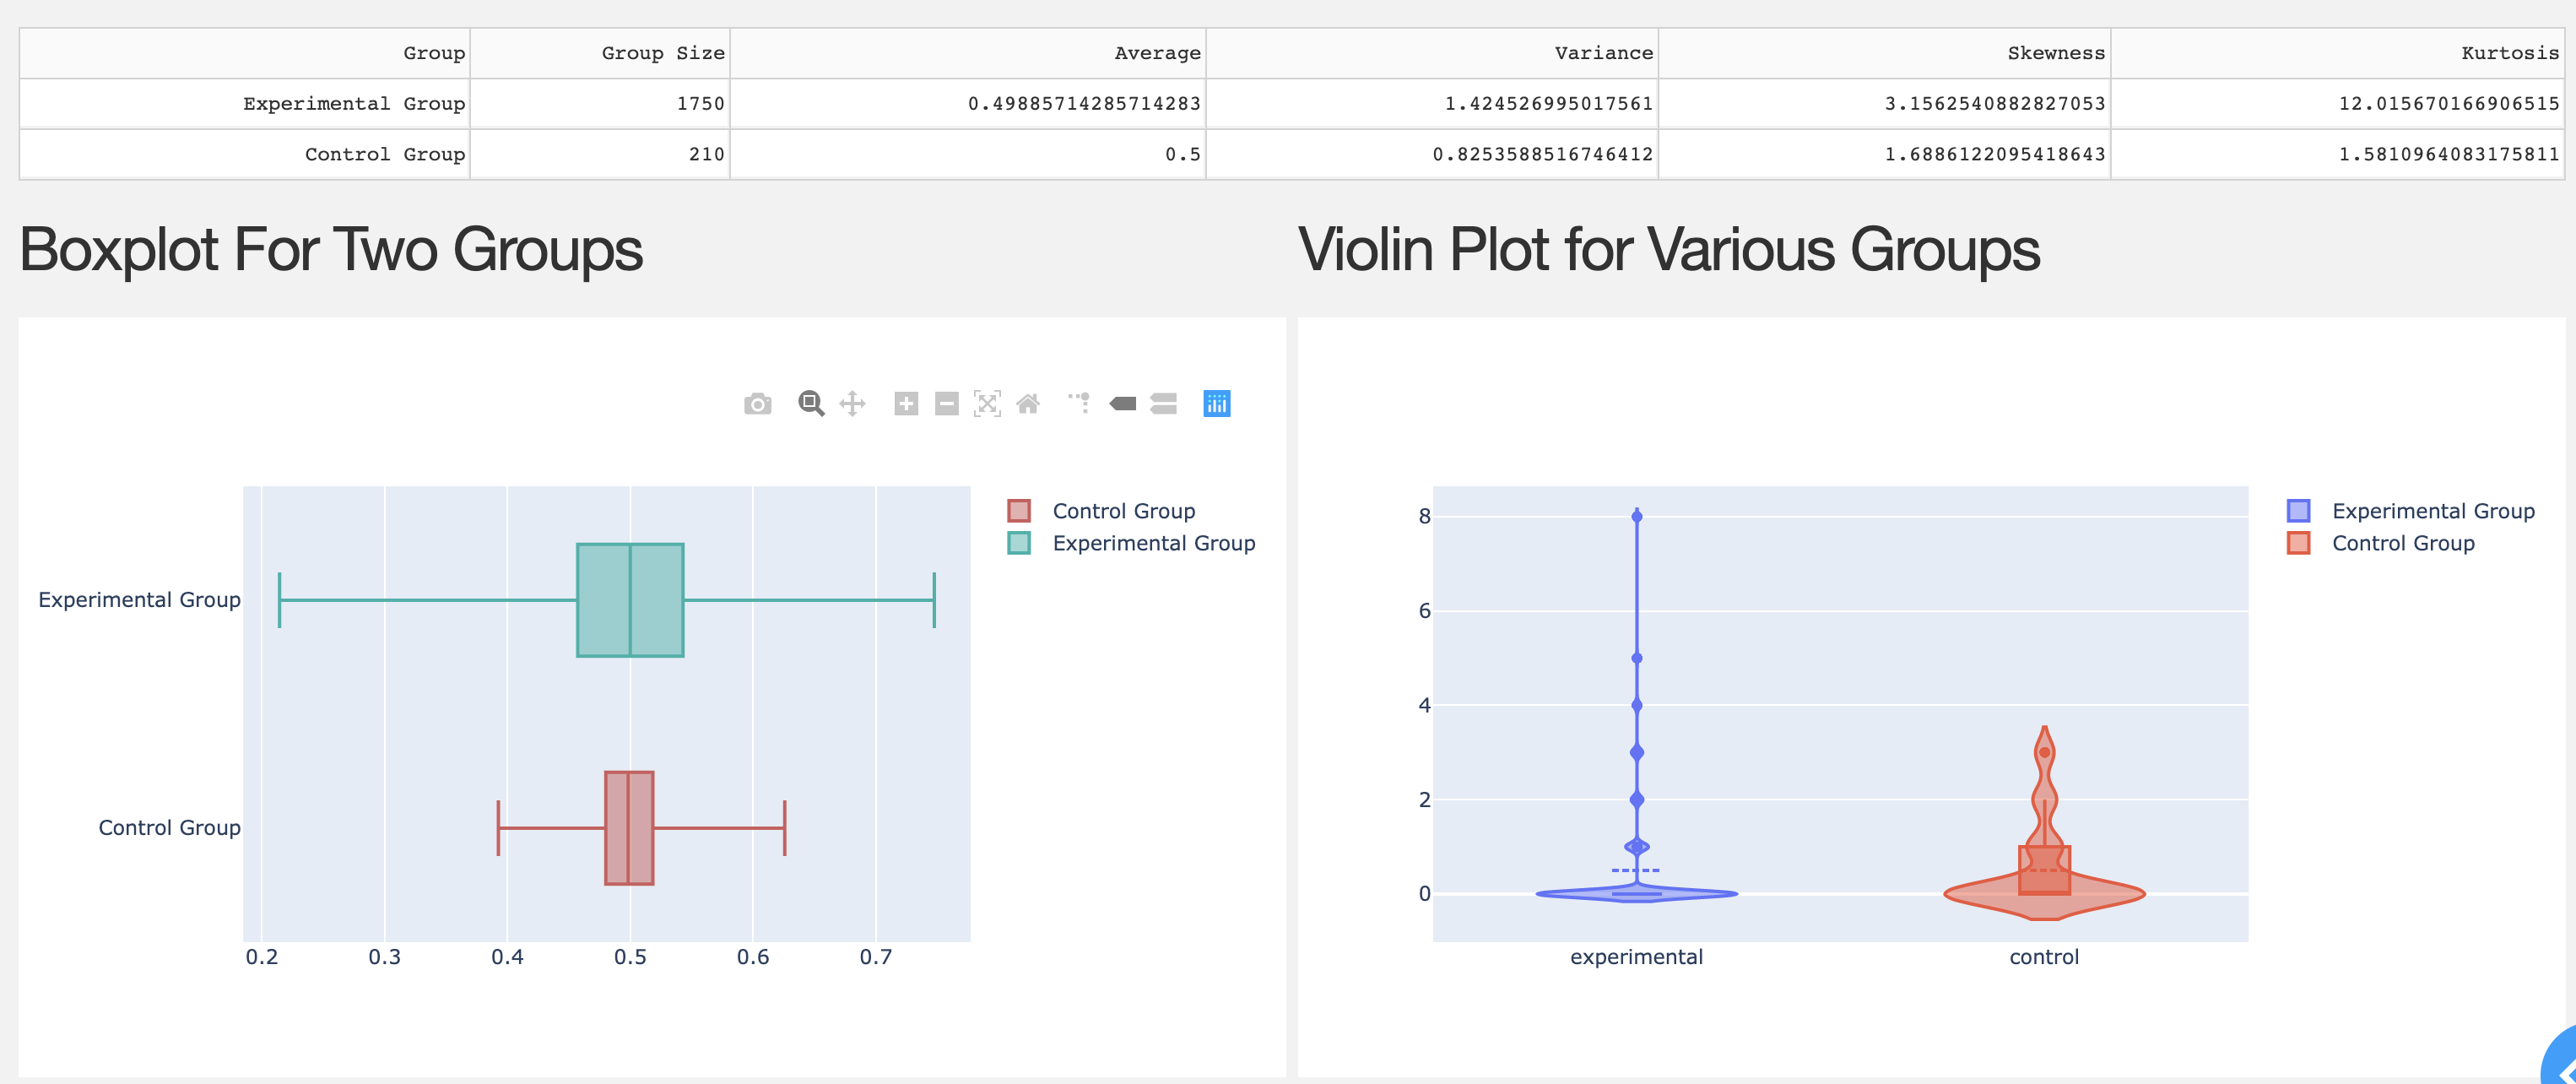 Group Group Size Average Variance Skewness Kurtosis
Experimental Group 1750 0.49885714285714283 1.424526995017561 3.1562540882827053 12.015670166906515
Control Group 210 0.5 0.8253588516746412 1.6886122095418643 1.5810964083175811
Boxplot For Two Groups
Control Group
Experimental Group
Experimental Group
Control Group
0.2 0.3 0.4 0.5 0.6 0.7
Violin Plot for Various Groups
Experimental Group
Control Group
8
6
4
2
0
experimental control